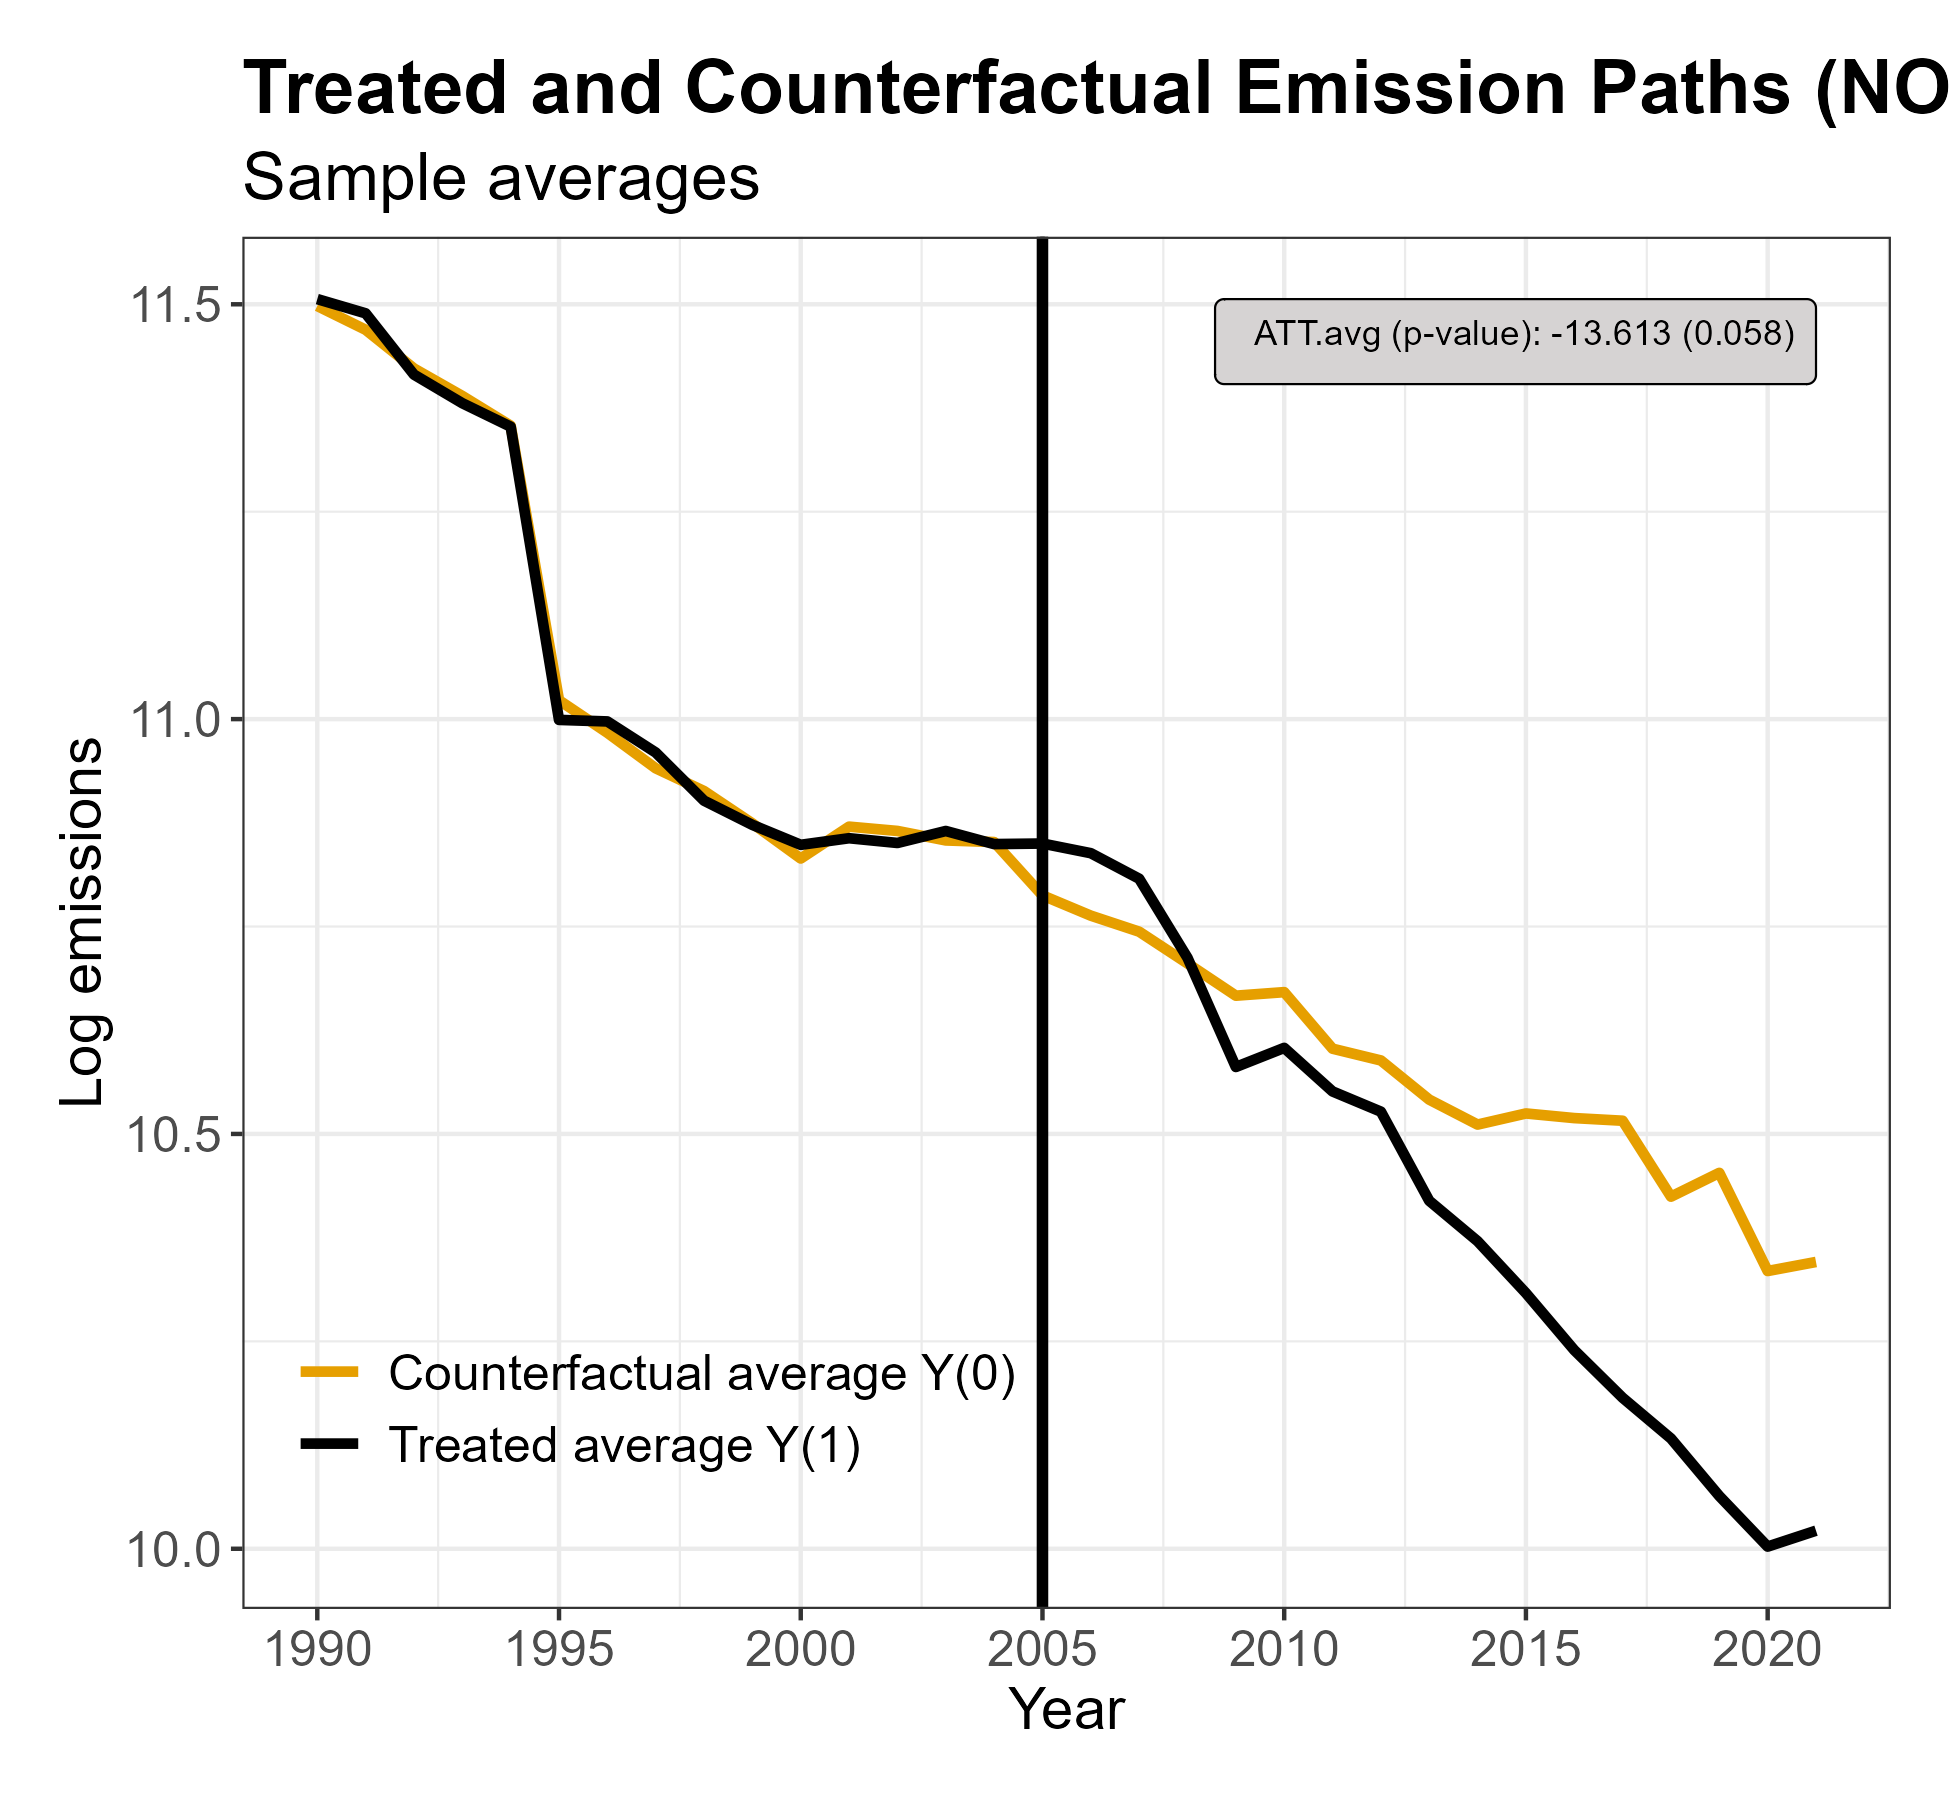 Treated and Counterfactual Emission Paths (NO
Sample averages
ATT.avg (p-value): -13.613 (0.058)
11.5
11.0
10.5
10.0
Log emissions
Counterfactual average Y(0)
Treated average Y(1)
1990 1995 2000 2005 2010 2015 2020
Year